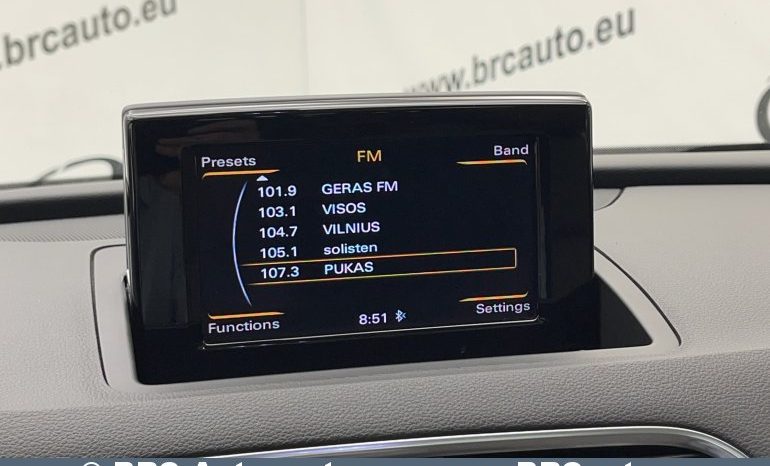 www.brcauto.eu
www.brcauto.eu
Presets
FM
Band
101.9 GERAS FM
103.1 VISOS
104.7 VILNIUS
105.1 solisten
107.3 PUKAS
Functions
8:51
Settings